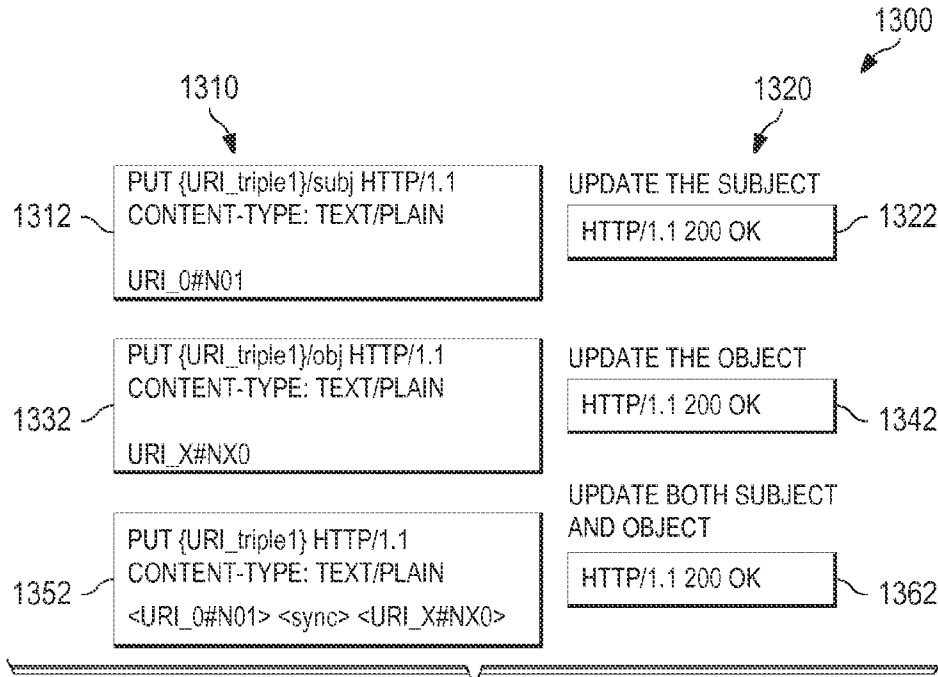 1300
1310
1320
1312
PUT {URI_triple1}/subj HTTP/1.1
CONTENT-TYPE: TEXT/PLAIN
URI_0#N01
UPDATE THE SUBJECT
HTTP/1.1 200 OK
1322
1332
PUT {URI_triple1}/obj HTTP/1.1
CONTENT-TYPE: TEXT/PLAIN
URI_X#NX0
UPDATE THE OBJECT
HTTP/1.1 200 OK
1342
1352
PUT {URI_triple1} HTTP/1.1
CONTENT-TYPE: TEXT/PLAIN
<URI_0#N01> <sync> <URI_X#NX0>
UPDATE BOTH SUBJECT
AND OBJECT
HTTP/1.1 200 OK
1362